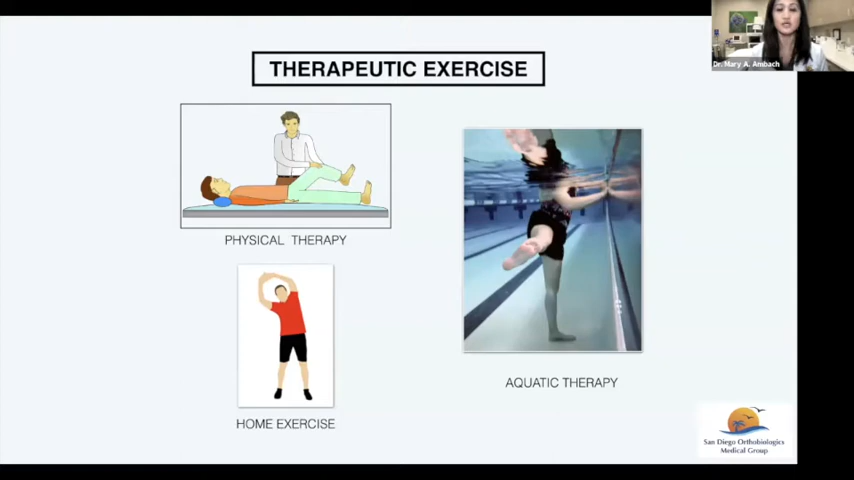 Dr. Mary A. Ambach
THERAPEUTIC EXERCISE
PHYSICAL THERAPY
HOME EXERCISE
AQUATIC THERAPY
San Diego Orthobiologics
Medical Group